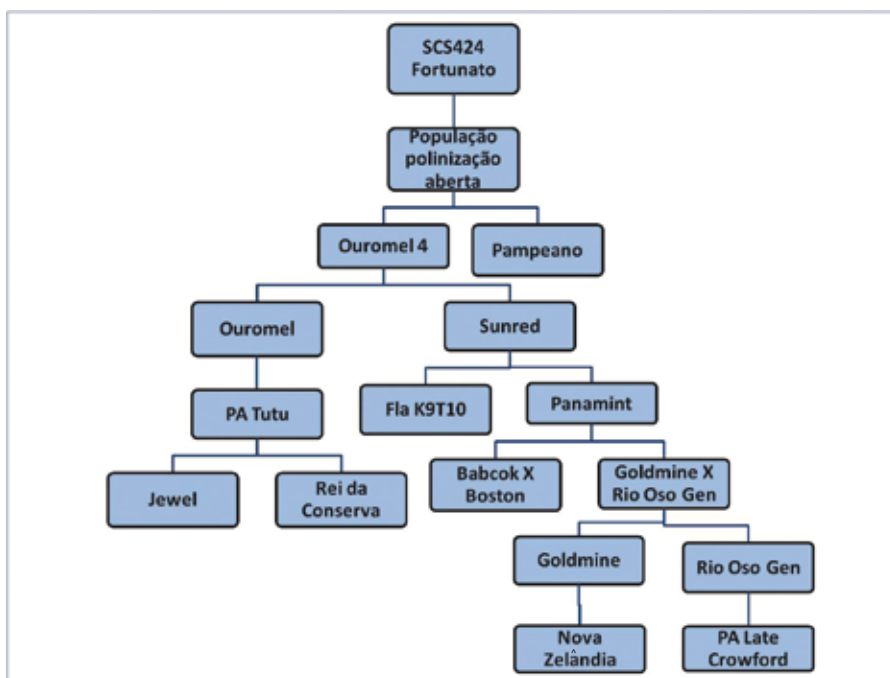 SCS424
Fortunato
População
polinização
aberta
Ouromel 4
Pampeano
Ouromel
Sunred
PA Tutu
Fla K9T10
Panamint
Jewel
Rei da
Conserva
Babcok X
Boston
Goldmine X
Rio Oso Gen
Goldmine
Rio Oso Gen
Nova
Zelândia
PA Late
Crowford